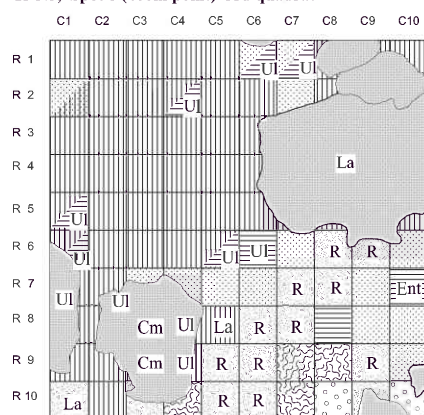 C1 C2 C3 C4 C5 C6 C7 C8 C9 C10
R 1 Ul Ul
R 2 Ul
R 3
R 4 La
R 5 Ul
R 6 Ul Ul Ul R R
R 7 Ul Ul R R Ent
R 8 Cm Ul La R R
R 9 Cm Ul R R R
R 10 La R R